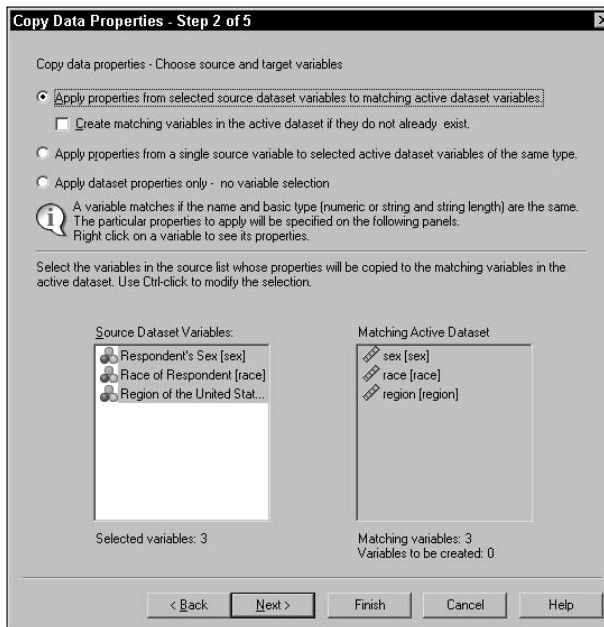 Copy Data Properties - Step 2 of 5
Copy data properties - Choose source and target variables
Apply properties from selected source dataset variables to matching active dataset variables.
Create matching variables in the active dataset if they do not already exist.
Apply properties from a single source variable to selected active dataset variables of the same type.
Apply dataset properties only - no variable selection
A variable matches if the name and basic type (numeric or string and string length) are the same.
The particular properties to apply will be specified on the following panels.
Right click on a variable to see its properties.
Select the variables in the source list whose properties will be copied to the matching variables in the
active dataset. Use Ctrl-click to modify the selection.
Source Dataset Variables:
Respondent's Sex [sex]
Race of Respondent [race]
Region of the United Stat...
Selected variables: 3
Matching Active Dataset
sex [sex]
race [race]
region [region]
Matching variables: 3
Variables to be created: 0
< Back
Next >
Finish
Cancel
Help